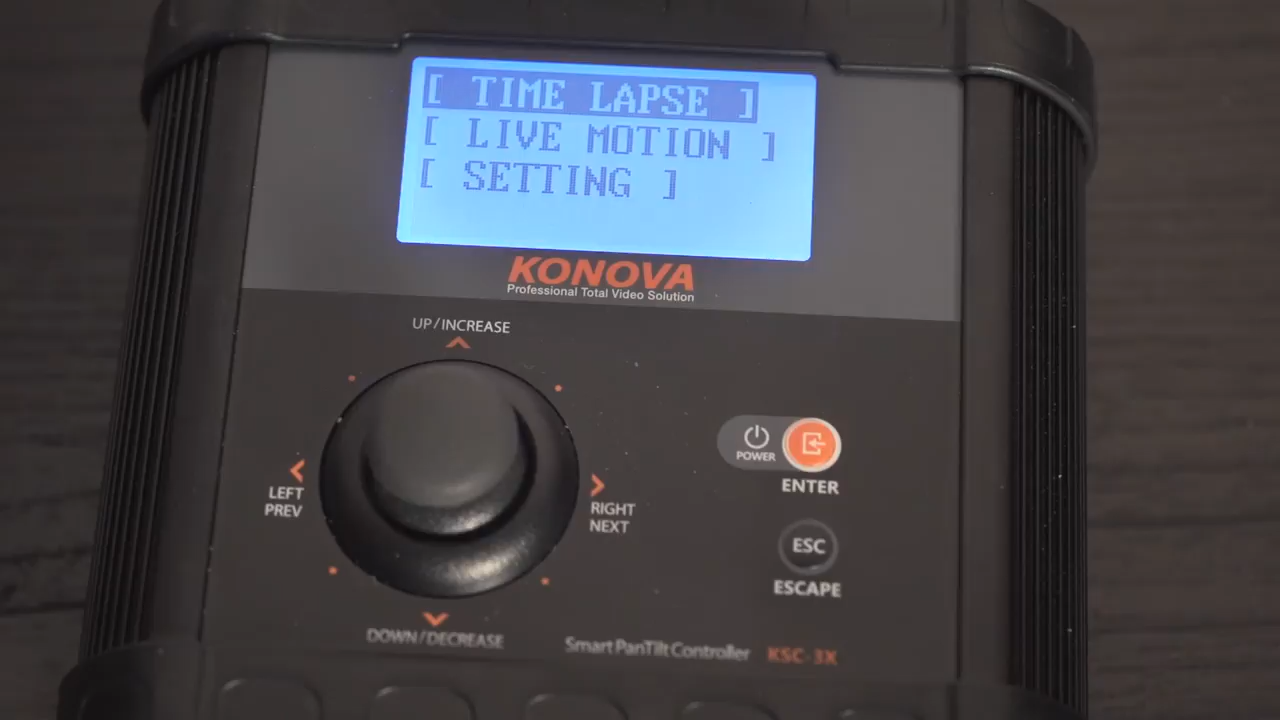 [ TIME LAPSE ]
[ LIVE MOTION ]
[ SETTING ]
KONOVA
Professional Total Video Solution
UP/INCREASE
LEFT
PREV
RIGHT
NEXT
POWER
ENTER
ESC
ESCAPE
DOWN/DECREASE
Smart PanTilt Controller KSC-3X